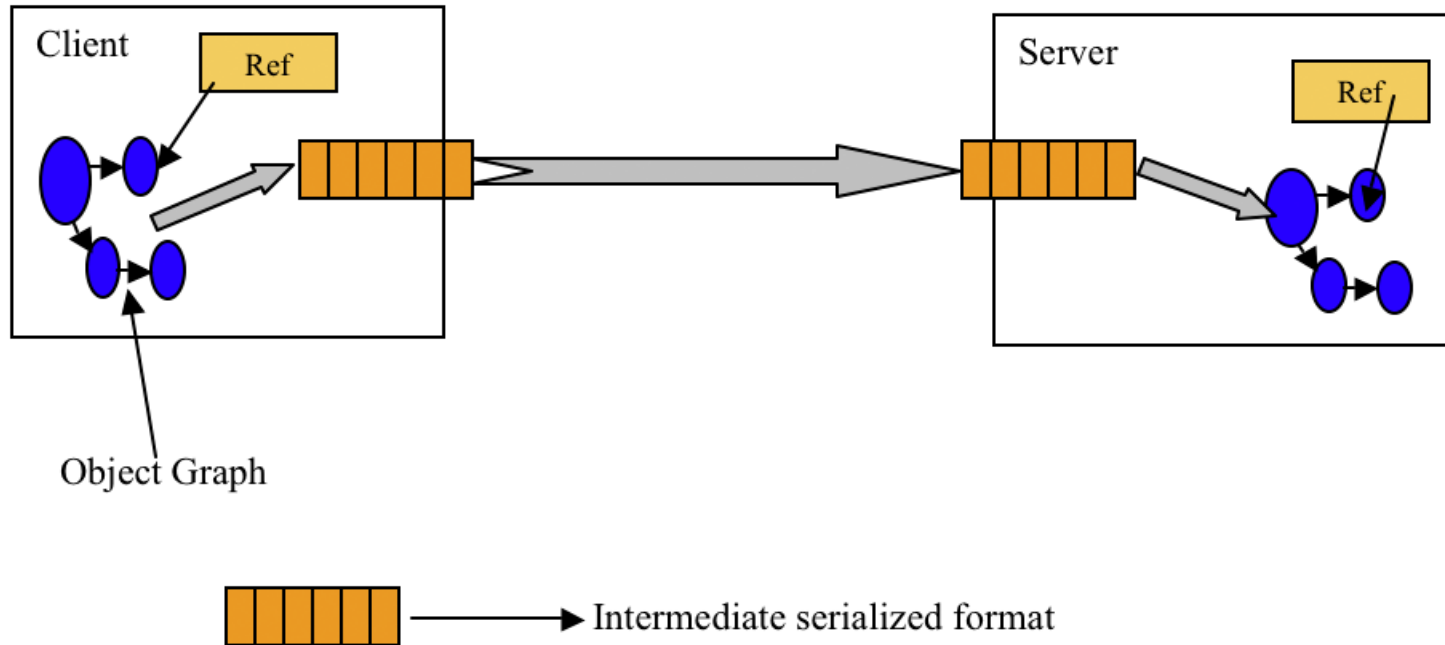 Client
Ref
Server
Ref
Object Graph
Intermediate serialized format